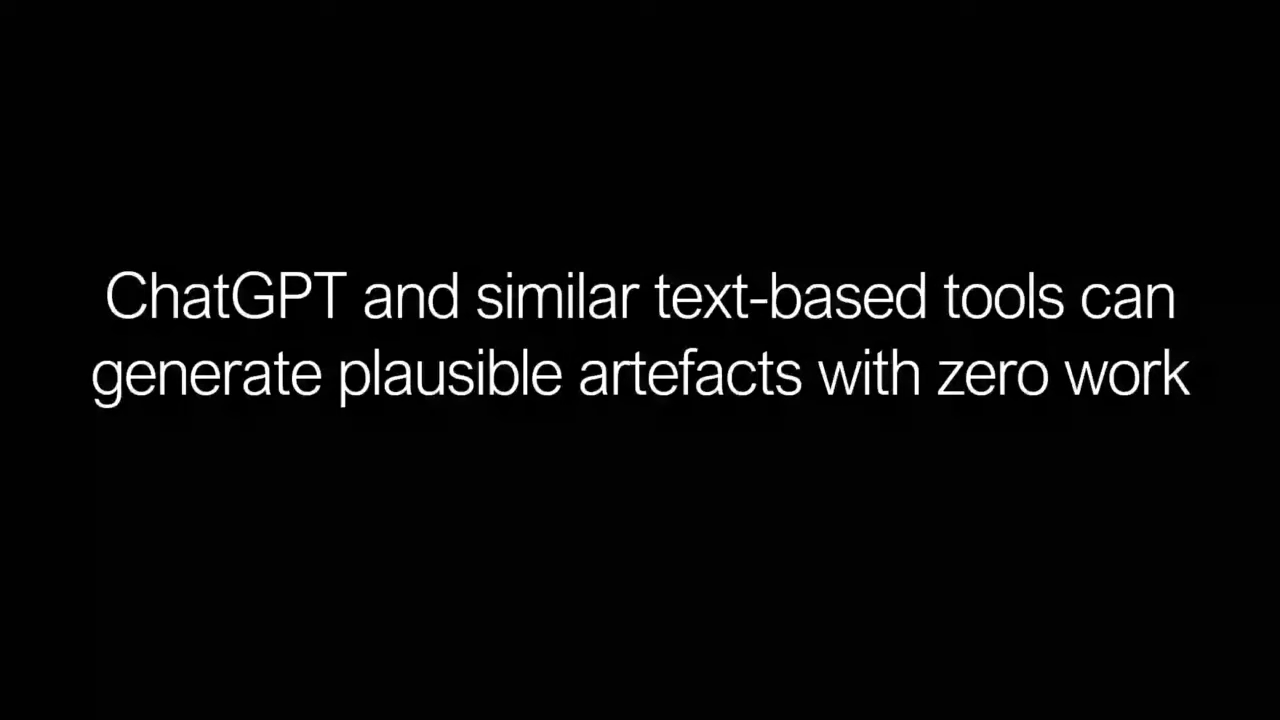 ChatGPT and similar text-based tools can
generate plausible artefacts with zero work